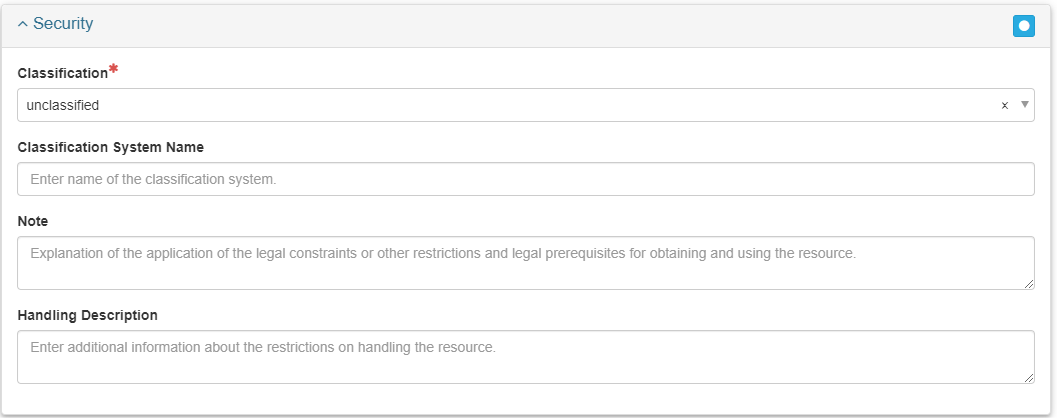 Security
Classification*
unclassified x
Classification System Name
Enter name of the classification system.
Note
Explanation of the application of the legal constraints or other restrictions and legal prerequisites for obtaining and using the resource.
Handling Description
Enter additional information about the restrictions on handling the resource.